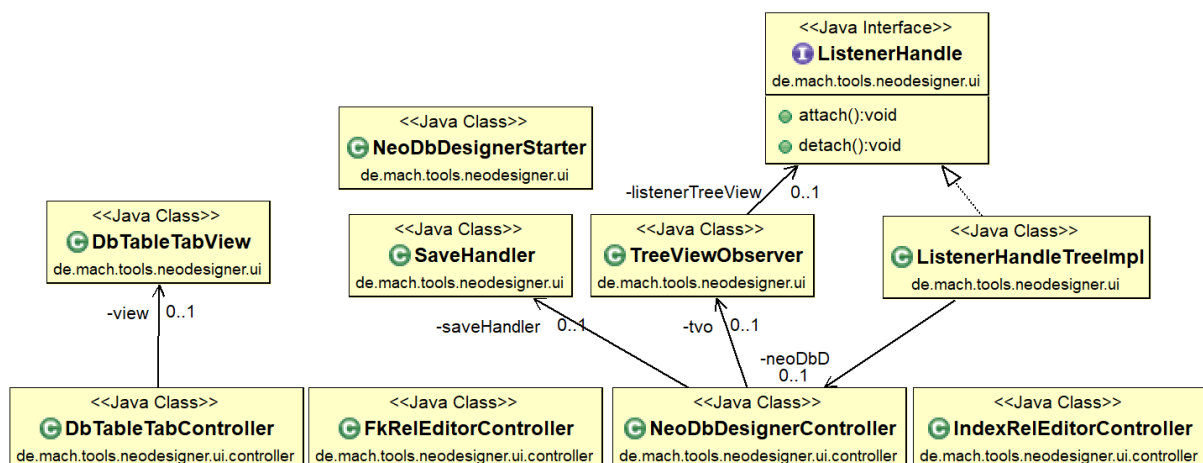 <<Java Interface>>
I ListenerHandle
de.mach.tools.neodesigner.ui
attach():void
detach():void
<<Java Class>>
C NeoDbDesignerStarter
de.mach.tools.neodesigner.ui
-listenerTreeView
0..1
<<Java Class>>
C DbTableTabView
de.mach.tools.neodesigner.ui
<<Java Class>>
C SaveHandler
de.mach.tools.neodesigner.ui
<<Java Class>>
C TreeViewObserver
de.mach.tools.neodesigner.ui
<<Java Class>>
C ListenerHandleTreeImpl
de.mach.tools.neodesigner.ui
-view
0..1
-saveHandler
0..1
-tvo
0..1
-neoDbD
0..1
<<Java Class>>
C DbTableTabController
de.mach.tools.neodesigner.ui.controller
<<Java Class>>
C FkRelEditorController
de.mach.tools.neodesigner.ui.controller
<<Java Class>>
C NeoDbDesignerController
de.mach.tools.neodesigner.ui.controller
<<Java Class>>
C IndexRelEditorController
de.mach.tools.neodesigner.ui.controller